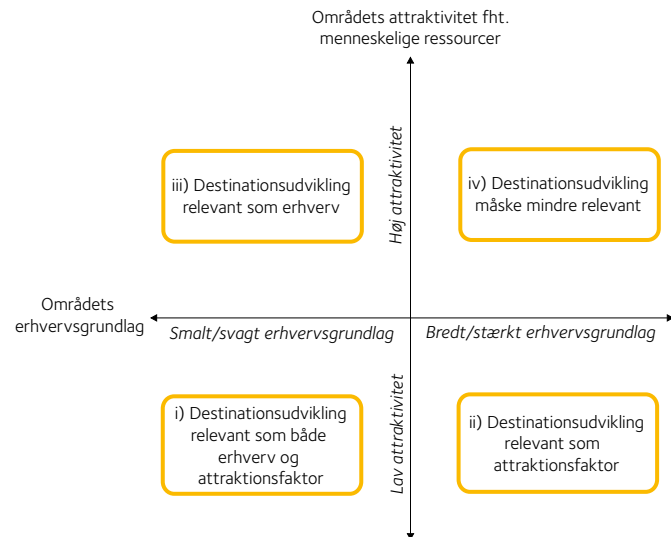 Områdets attraktivitet fht.
menneskelige ressourcer
Høj attraktivitet
iii) Destinationsudvikling
relevant som erhverv
iv) Destinationsudvikling
måske mindre relevant
Områdets
erhvervsgrundlag
Smalt/svagt erhvervsgrundlag
Bredt/stærkt erhvervsgrundlag
Lav attraktivitet
i) Destinationsudvikling
relevant som både
erhverv og
attraktionsfaktor
ii) Destinationsudvikling
relevant som
attraktionsfaktor